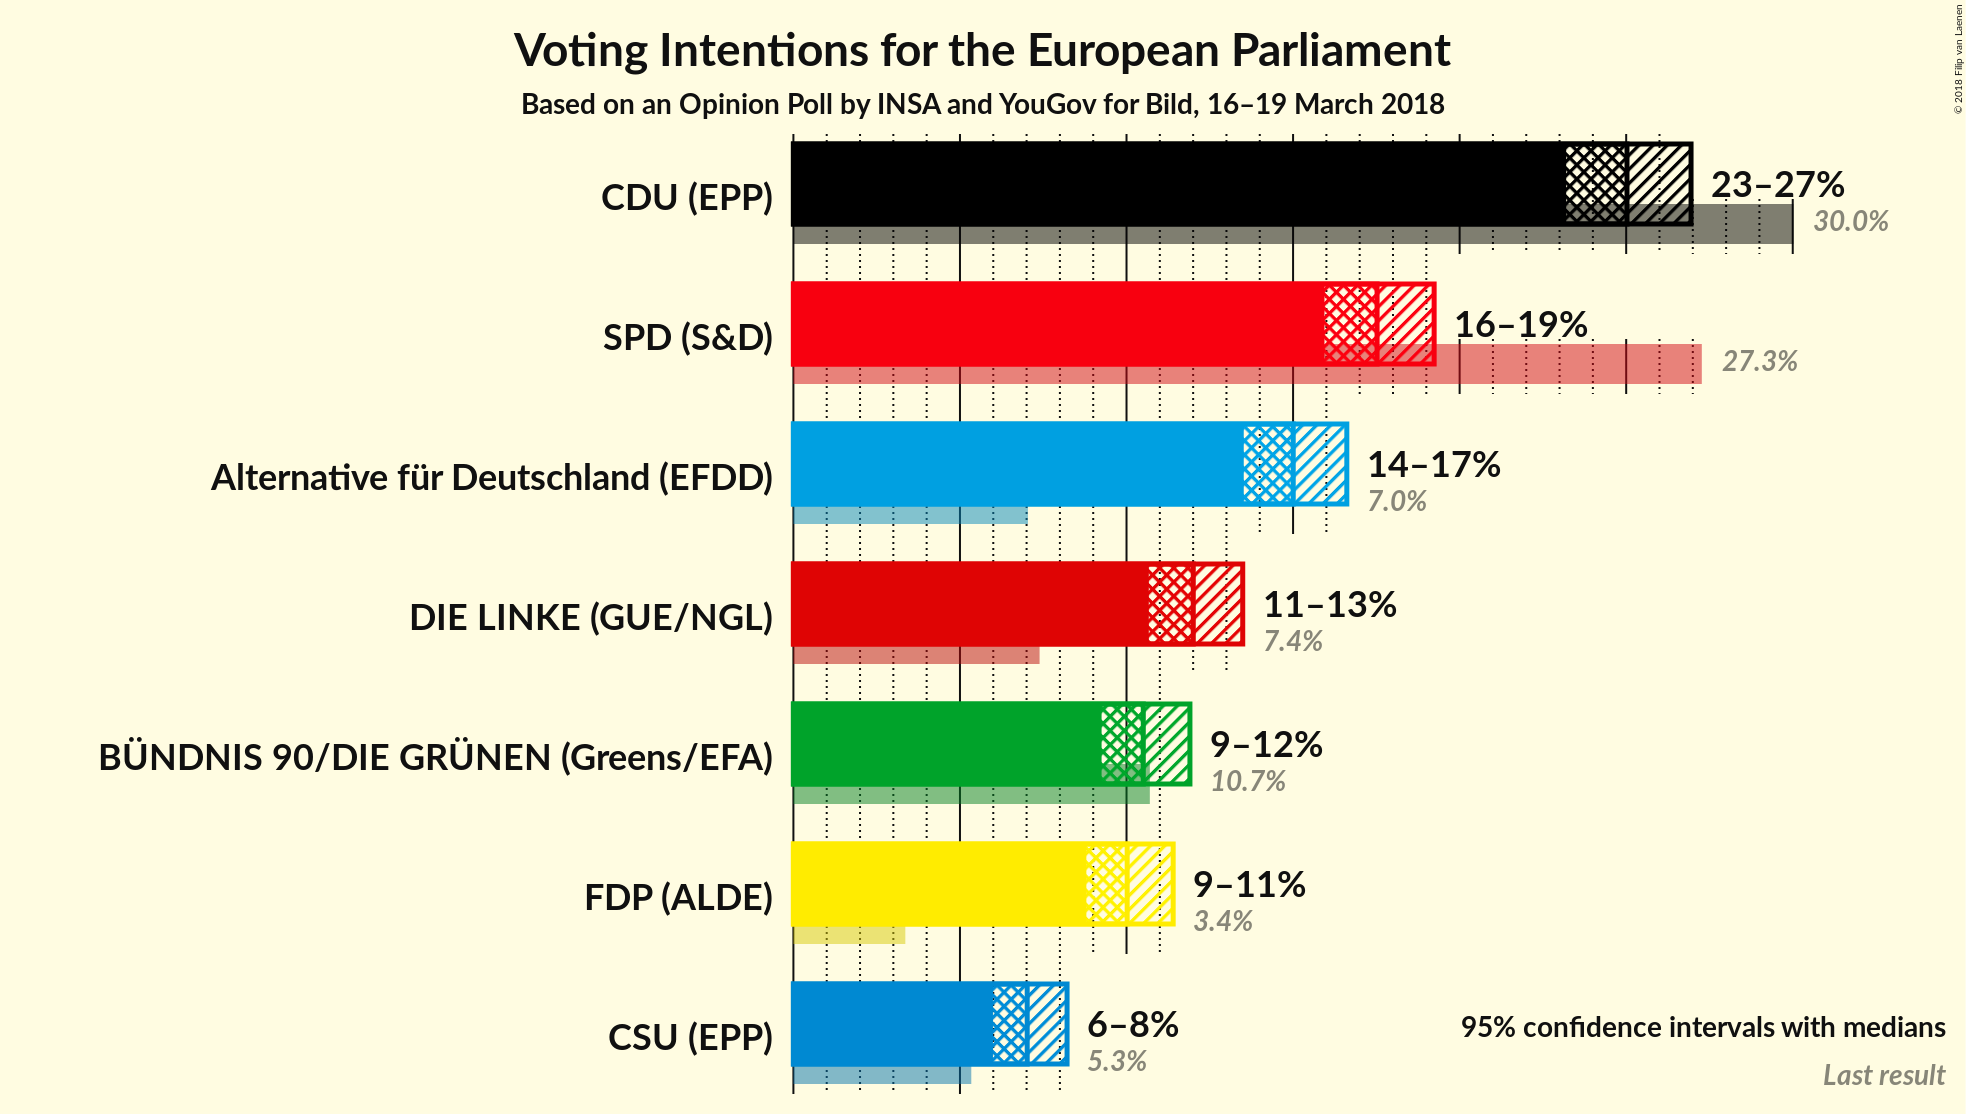 Voting Intentions for the European Parliament
Based on an Opinion Poll by INSA and YouGov for Bild, 16–19 March 2018
© 2018 Filip van Laenen
CDU (EPP)
23–27%
30.0%
SPD (S&D)
16–19%
27.3%
Alternative für Deutschland (EFDD)
14–17%
7.0%
DIE LINKE (GUE/NGL)
11–13%
7.4%
BÜNDNIS 90/DIE GRÜNEN (Greens/EFA)
9–12%
10.7%
FDP (ALDE)
9–11%
3.4%
CSU (EPP)
6–8%
5.3%
95% confidence intervals with medians
Last result